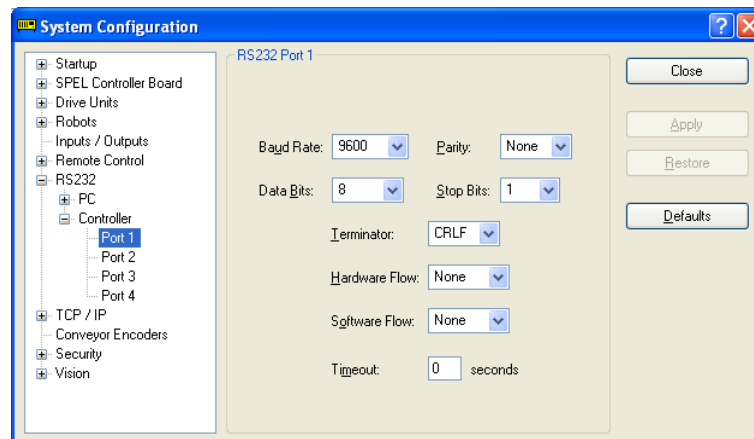 System Configuration
Startup
SPEL Controller Board
Drive Units
Robots
Inputs / Outputs
Remote Control
RS232
PC
Controller
Port 1
Port 2
Port 3
Port 4
TCP / IP
Conveyor Encoders
Security
Vision
RS232 Port 1
Baud Rate: 9600 Parity: None
Data Bits: 8 Stop Bits: 1
Terminator: CRLF
Hardware Flow: None
Software Flow: None
Timeout: 0 seconds
Close
Apply
Restore
Defaults